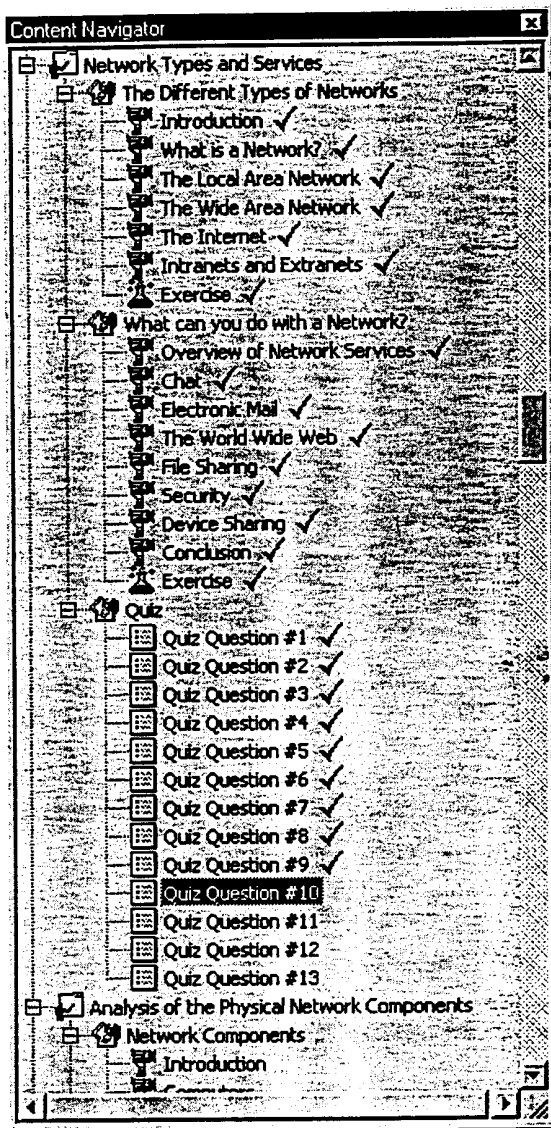 Content Navigator
Network Types and Services
The Different Types of Networks
Introduction
What is a Network?
The Local Area Network
The Wide Area Network
The Internet
Intranets and Extranets
Exercise
What can you do with a Network?
Overview of Network Services
Chat
Electronic Mail
The World Wide Web
File Sharing
Security
Device Sharing
Conclusion
Exercise
Quiz
Quiz Question #1
Quiz Question #2
Quiz Question #3
Quiz Question #4
Quiz Question #5
Quiz Question #6
Quiz Question #7
Quiz Question #8
Quiz Question #9
Quiz Question #10
Quiz Question #11
Quiz Question #12
Quiz Question #13
Analysis of the Physical Network Components
Network Components
Introduction